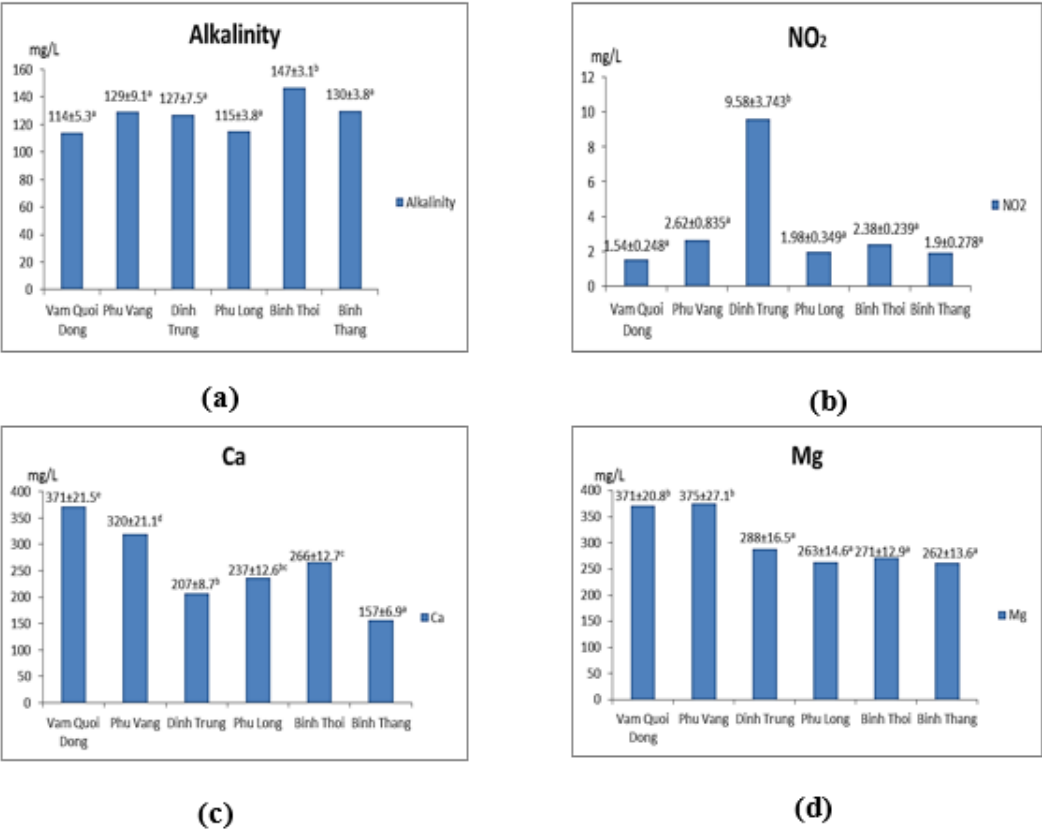 Alkalinity
mg/L
160
140
120
100
80
60
40
20
0
114±5.3ᵃ
129±9.1ᵃ
127±7.5ᵃ
115±3.8ᵃ
147±3.1ᵇ
130±3.8ᵃ
Alkalinity
Vam Quoi Phu Vang Dinh Phu Long Binh Thoi Binh
Dong Trung Thang
(a)
NO₂
mg/L
12
10
8
6
4
2
0
1.54±0.248ᵃ
2.62±0.835ᵃ
9.58±3.743ᵇ
1.98±0.349ᵃ
2.38±0.239ᵃ
1.9±0.278ᵃ
NO2
Vam Quoi Phu Vang Dinh Trung Phu Long Binh Thoi Binh Thang
Dong
(b)
Ca
mg/L
400
350
300
250
200
150
100
50
0
371±21.5ᵉ
320±21.1ᵈ
207±8.7ᵇ
237±12.6ᵇᶜ
266±12.7ᶜ
157±6.9ᵃ
Ca
Vam Quoi Phu Vang Dinh Trung Phu Long Binh Thoi Binh Thang
Dong
(c)
Mg
mg/L
400
350
300
250
200
150
100
50
0
371±20.8ᵇ
375±27.1ᵇ
288±16.5ᵃ
263±14.6ᵃ
271±12.9ᵃ
262±13.6ᵃ
Mg
Vam Quoi Phu Vang Dinh Trung Phu Long Binh Thoi Binh Thang
Dong
(d)